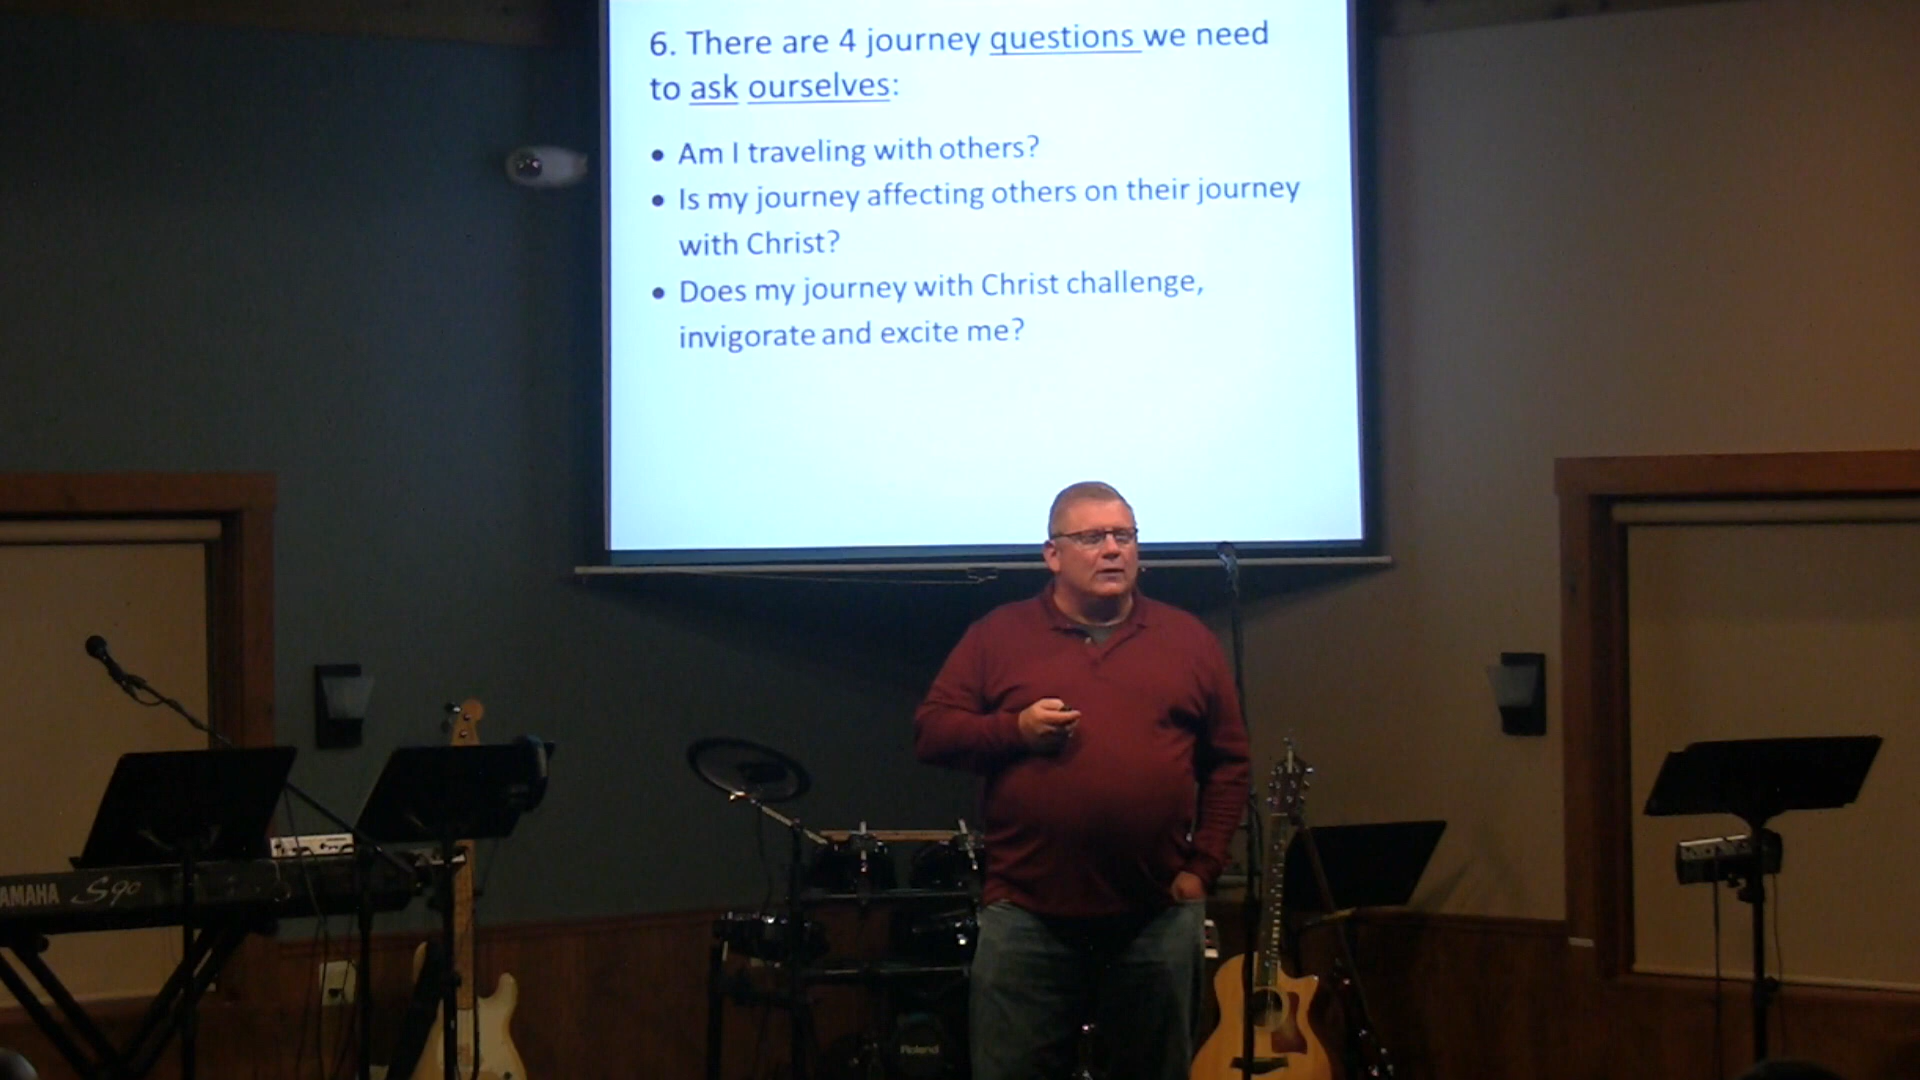 6. There are 4 journey questions we need
to ask ourselves:
• Am I traveling with others?
• Is my journey affecting others on their journey
with Christ?
• Does my journey with Christ challenge,
invigorate and excite me?
AMAHA S90
Roland